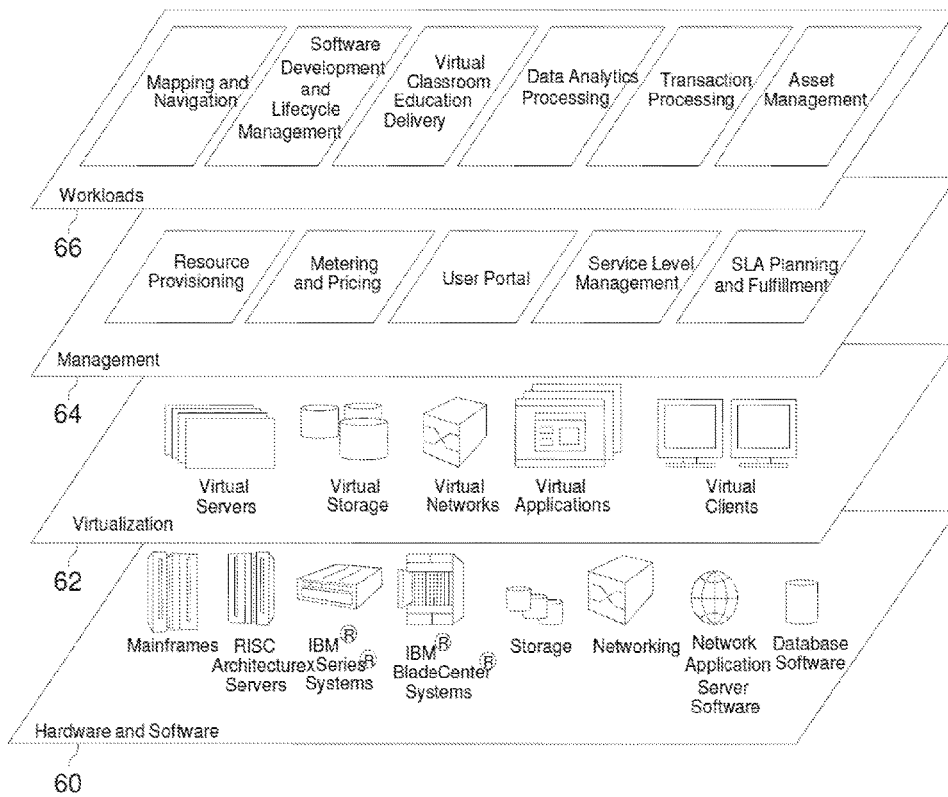 Mapping and
Navigation
Software
Development
and
Lifecycle
Management
Virtual
Classroom
Education
Delivery
Data Analytics
Processing
Transaction
Processing
Asset
Management
Workloads
66
Resource
Provisioning
Metering
and Pricing
User Portal
Service Level
Management
SLA Planning
and Fulfillment
Management
64
Virtual
Servers
Virtual
Storage
Virtual
Networks
Virtual
Applications
Virtual
Clients
Virtualization
62
Mainframes
RISC
Architecture
Servers
IBM®
xSeries®
Systems
IBM®
BladeCenter®
Systems
Storage
Networking
Network
Application
Server
Software
Database
Software
Hardware and Software
60